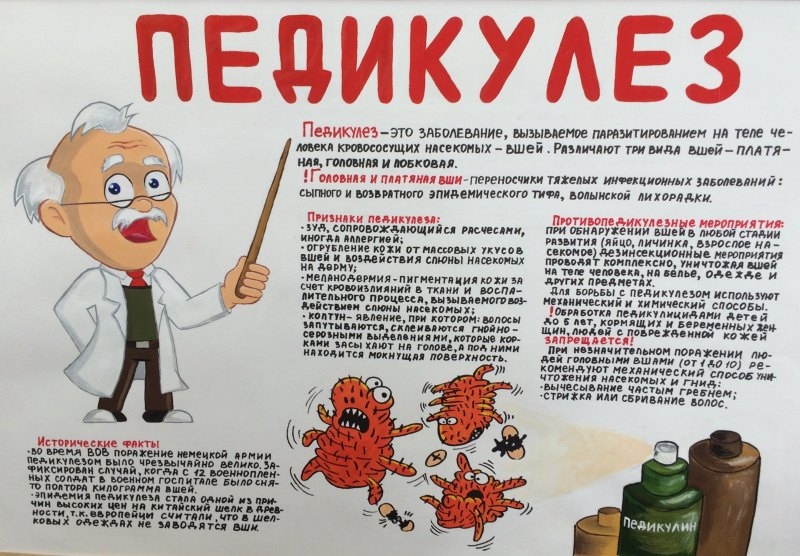 ПЕДИКУЛЕЗ
Педикулез – это заболевание, вызываемое паразитированием на теле че-
ловека кровососущих насекомых – вшей. Различают три вида вшей – платя-
ная, головная и лобковая.
! Головная и платяная вши – переносчики тяжелых инфекционных заболеваний:
сыпного и возвратного эпидемического тифа, волынской лихорадки.
Признаки педикулеза:
· зуд, сопровождающийся расчесами,
иногда аллергией;
· огрубление кожи от массовых укусов
вшей и воздействия слюны насекомых
на дерму;
· меланодермия – пигментация кожи за
счет кровоизлияний в ткани и воспа-
лительного процесса, вызываемого воз-
действием слюны насекомых;
· колтун – явление, при котором: волосы
запутываются, склеиваются гнойно-
серозными выделениями, которые кор-
ками засыхают на голове, а под ними
находится мокнущая поверхность.
Противопедикулезные мероприятия:
При обнаружении вшей в любой стадии
развития (яйцо, личинка, взрослое на-
секомое) дезинсекционные мероприятия
проводят комплексно, уничтожая вшей
на теле человека, на белье, одежде и
других предметах.
Для борьбы с педикулезом используют
механический и химический способы.
! Обработка педикулицидами детей
до 5 лет, кормящих и беременных жен-
щин, людей с поврежденной кожей
запрещается!
При незначительном поражении лю-
дей головными вшами (от 1 до 10) ре-
комендуют механический способ уни-
чтожения насекомых и гнид:
· вычесывание частым гребнем;
· стрижка или сбривание волос.
Исторические факты
· во время ВОВ поражение немецкой армии
педикулезом было чрезвычайно велико. За-
фиксирован случай, когда с 12 военноплен-
ных солдат в военном госпитале было сня-
то полтора килограмма вшей.
· Эпидемия педикулеза стала одной из при-
чин высоких цен на китайский шелк в древ-
ности, т.к. европейцы считали, что в шел-
ковых одеждах не заводятся вши.
Педикулин